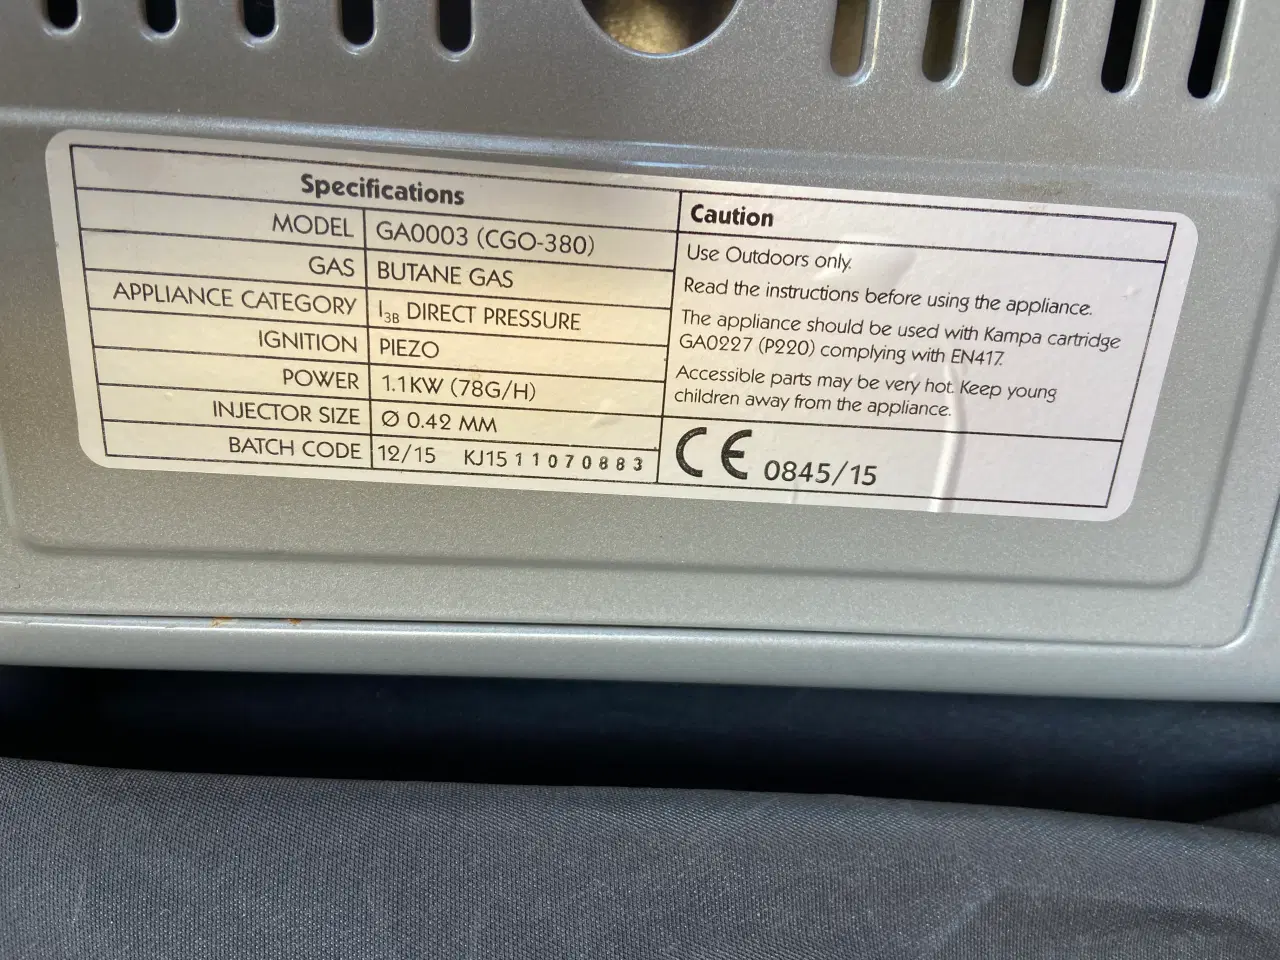 Specifications
MODEL GA0003 (CGO-380)
GAS BUTANE GAS
APPLIANCE CATEGORY I3B DIRECT PRESSURE
IGNITION PIEZO
POWER 1.1KW (78G/H)
INJECTOR SIZE Ø 0.42 MM
BATCH CODE 12/15 KJ1511070883
Caution
Use Outdoors only.
Read the instructions before using the appliance.
The appliance should be used with Kampa cartridge
GA0227 (P220) complying with EN417.
Accessible parts may be very hot. Keep young
children away from the appliance.
CE 0845/15